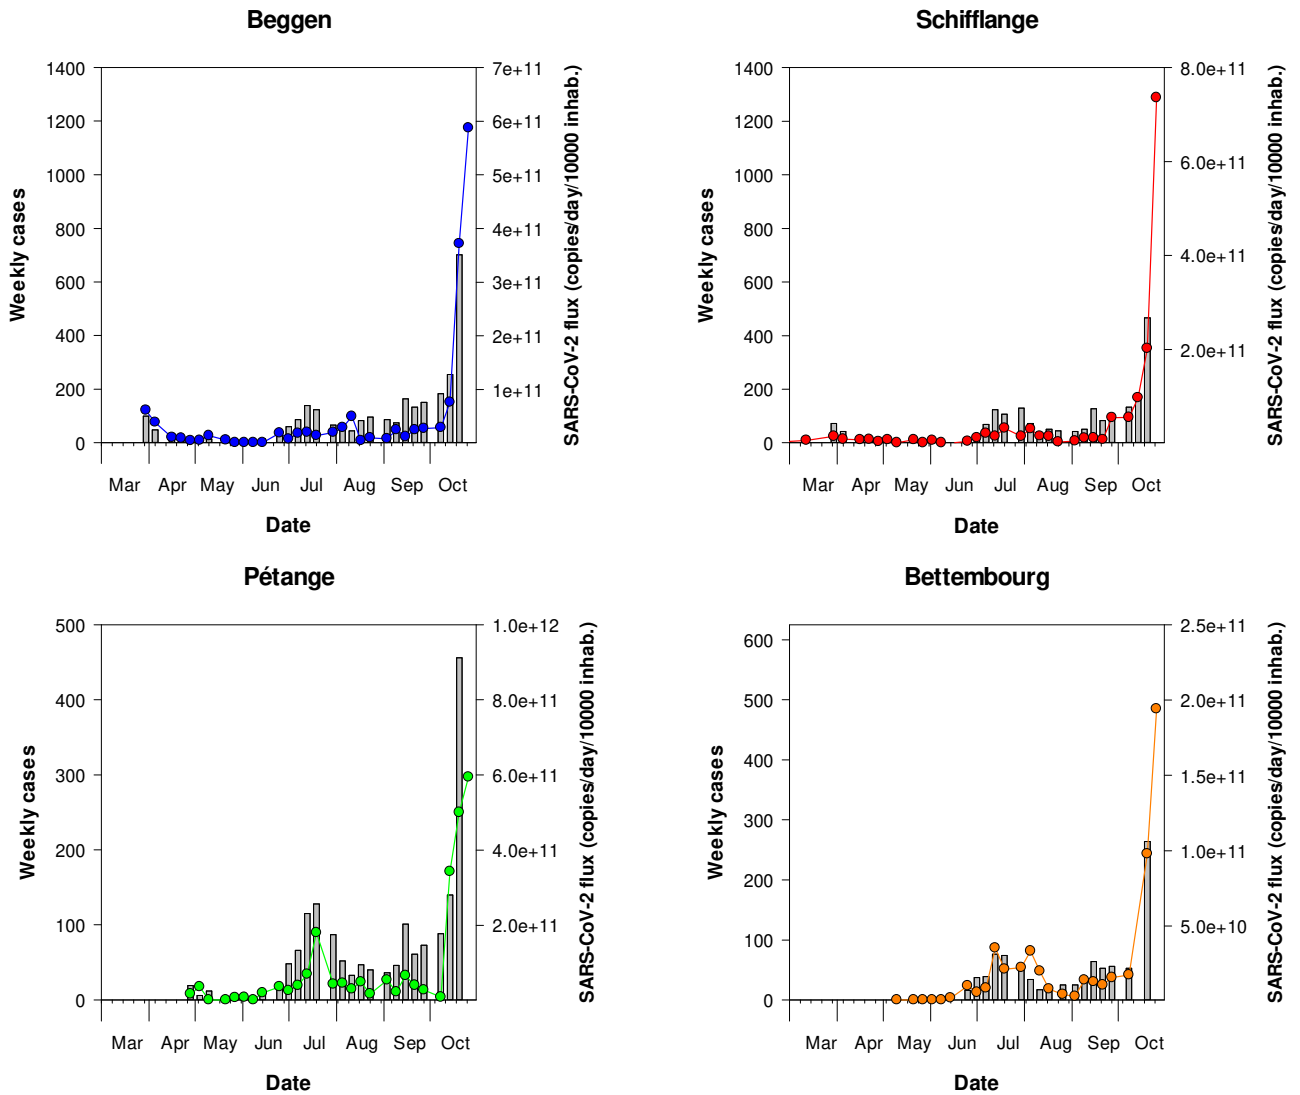 Beggen
1400
1200
1000
800
600
400
200
0
Weekly cases
7e+11
6e+11
5e+11
4e+11
3e+11
2e+11
1e+11
SARS-CoV-2 flux (copies/day/10000 inhab.)
Mar Apr May Jun Jul Aug Sep Oct
Date
Schifflange
1400
1200
1000
800
600
400
200
0
Weekly cases
8.0e+11
6.0e+11
4.0e+11
2.0e+11
SARS-CoV-2 flux (copies/day/10000 inhab.)
Mar Apr May Jun Jul Aug Sep Oct
Date
Pétange
500
400
300
200
100
0
Weekly cases
1.0e+12
8.0e+11
6.0e+11
4.0e+11
2.0e+11
SARS-CoV-2 flux (copies/day/10000 inhab.)
Mar Apr May Jun Jul Aug Sep Oct
Date
Bettembourg
600
500
400
300
200
100
0
Weekly cases
2.5e+11
2.0e+11
1.5e+11
1.0e+11
5.0e+10
SARS-CoV-2 flux (copies/day/10000 inhab.)
Mar Apr May Jun Jul Aug Sep Oct
Date